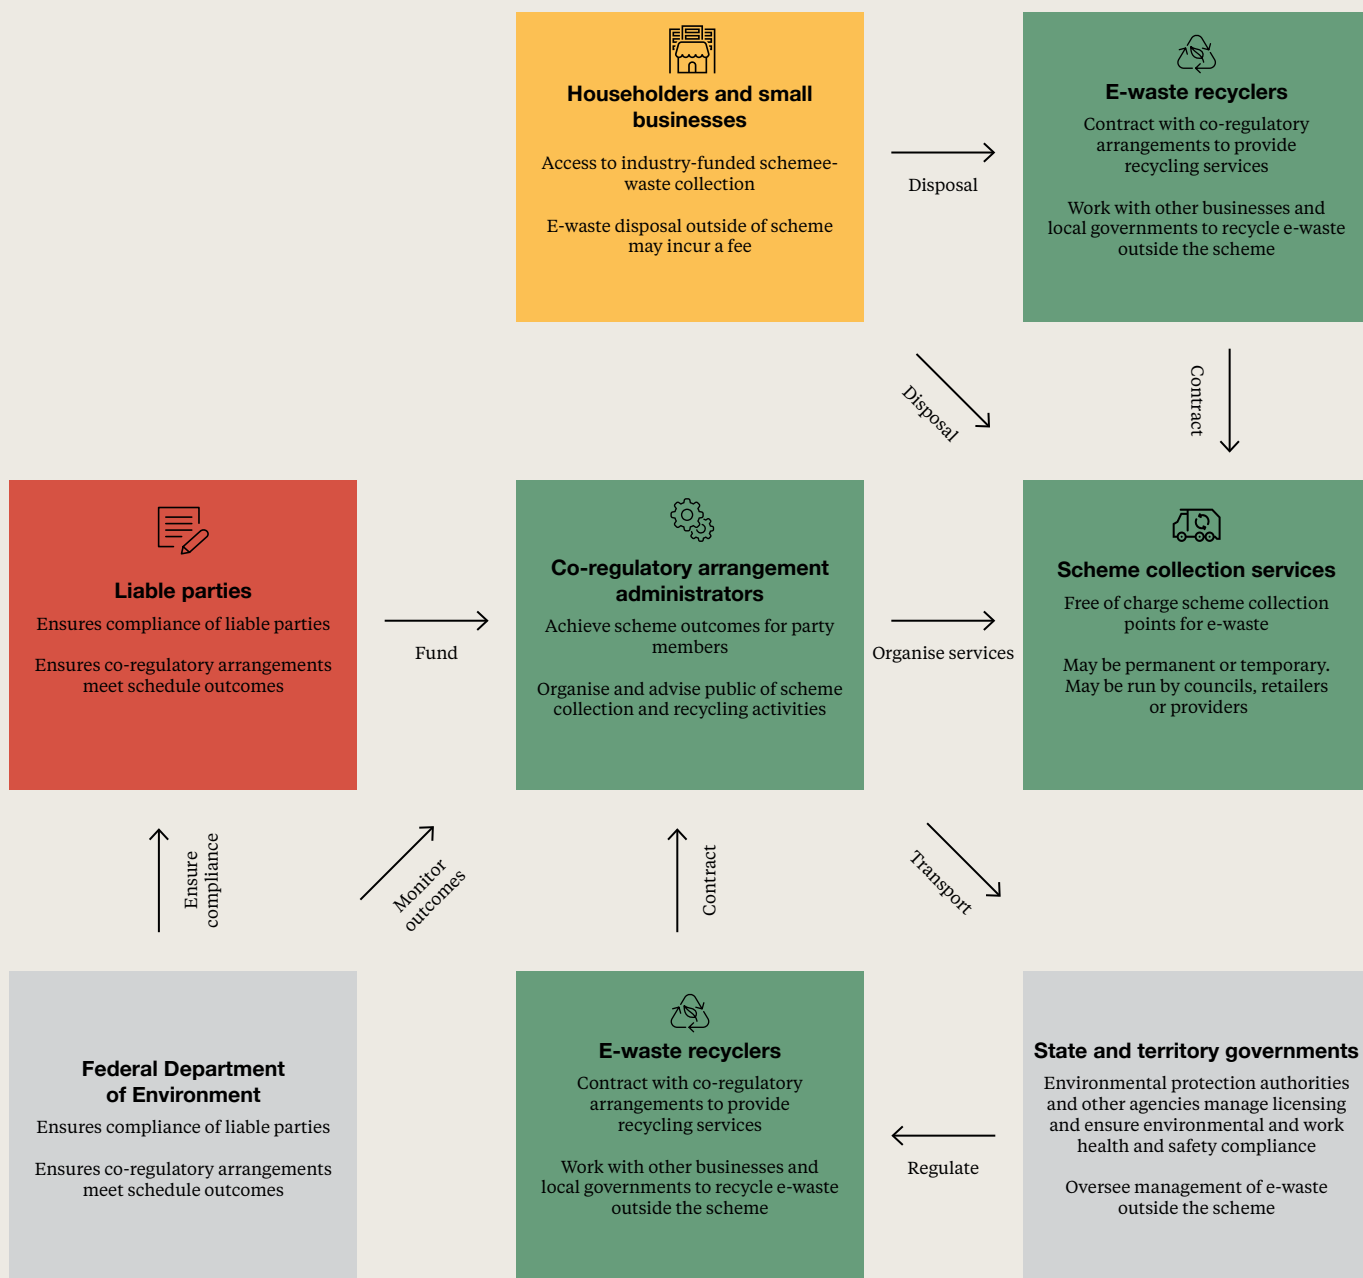 Householders and small
businesses
Access to industry-funded schemee-
waste collection
E-waste disposal outside of scheme
may incur a fee
Disposal
E-waste recyclers
Contract with co-regulatory
arrangements to provide
recycling services
Work with other businesses and
local governments to recycle e-waste
outside the scheme
Disposal
Contract
Liable parties
Ensures compliance of liable parties
Ensures co-regulatory arrangements
meet schedule outcomes
Fund
Co-regulatory arrangement
administrators
Achieve scheme outcomes for party
members
Organise and advise public of scheme
collection and recycling activities
Organise services
Scheme collection services
Free of charge scheme collection
points for e-waste
May be permanent or temporary.
May be run by councils, retailers
or providers
Ensure
compliance
Monitor
outcomes
Contract
Transport
Federal Department
of Environment
Ensures compliance of liable parties
Ensures co-regulatory arrangements
meet schedule outcomes
E-waste recyclers
Contract with co-regulatory
arrangements to provide
recycling services
Work with other businesses and
local governments to recycle e-waste
outside the scheme
Regulate
State and territory governments
Environmental protection authorities
and other agencies manage licensing
and ensure environmental and work
health and safety compliance
Oversee management of e-waste
outside the scheme